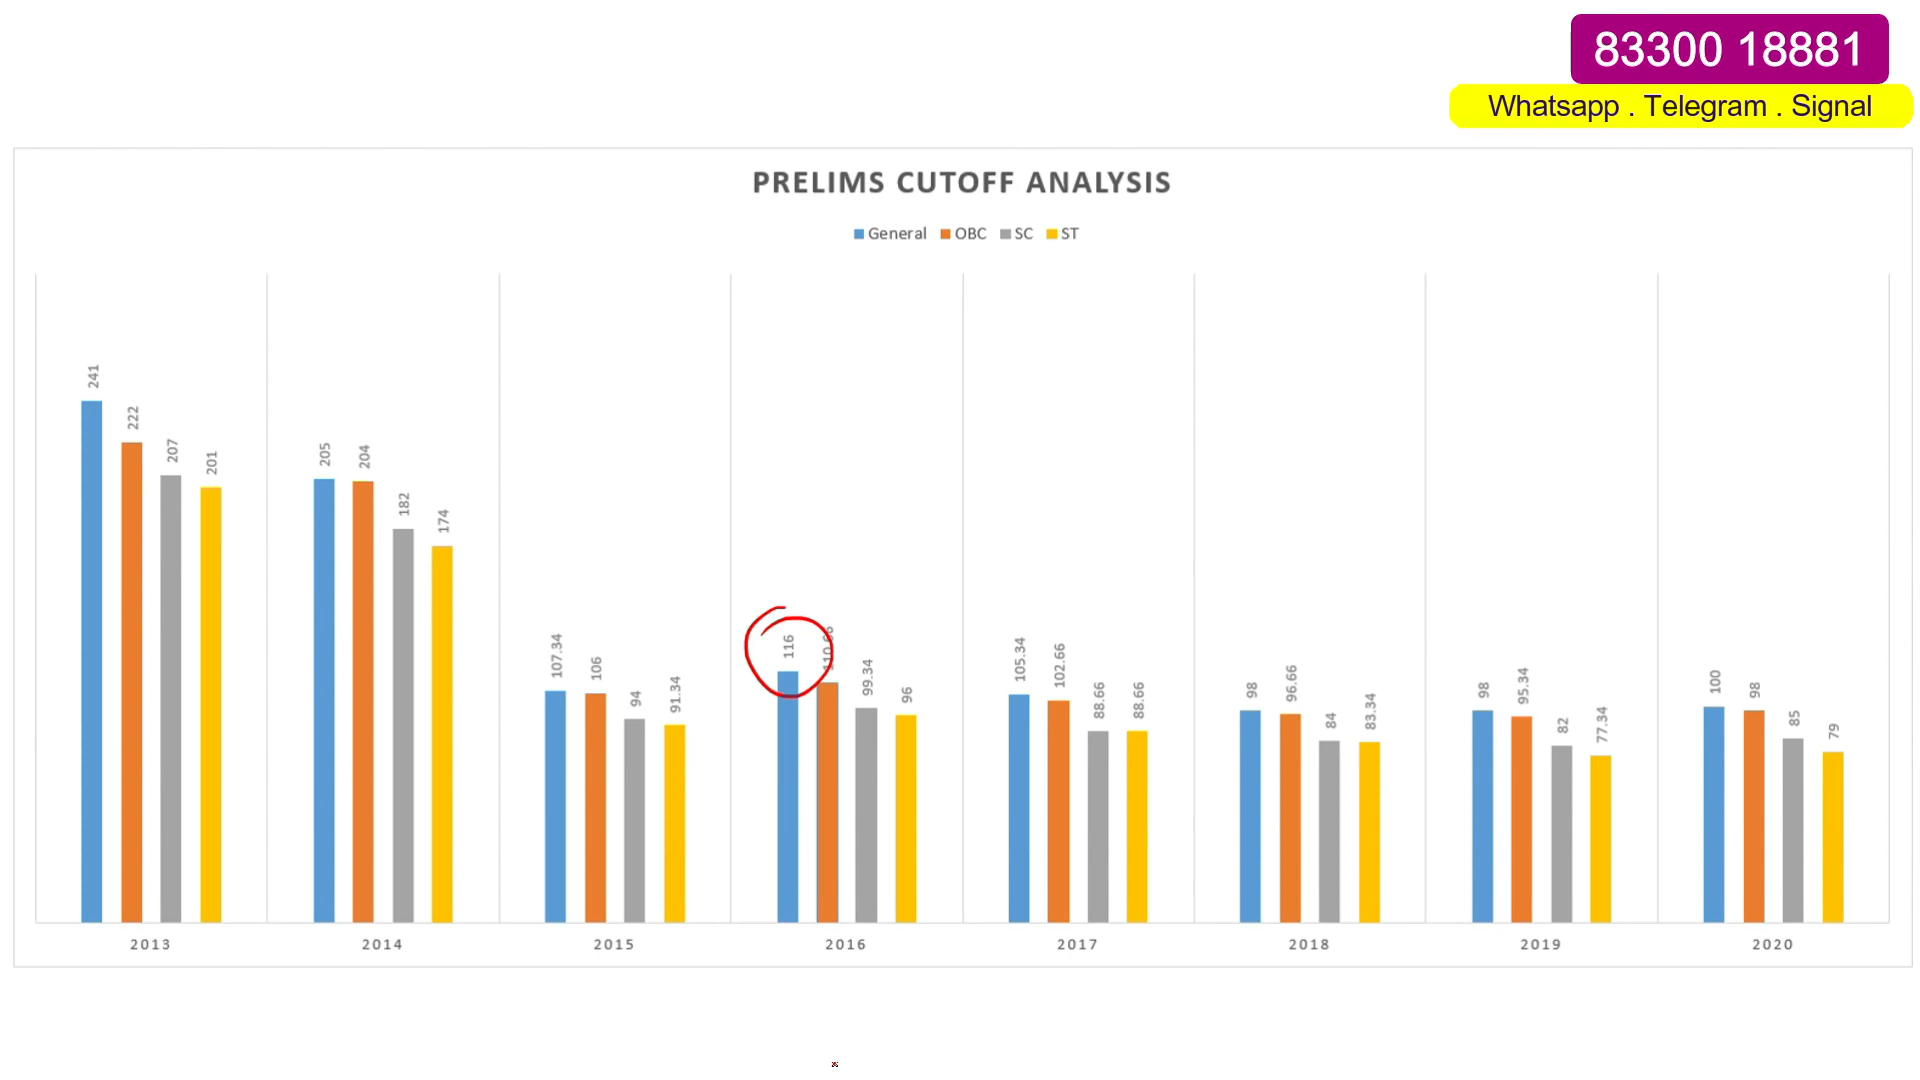 83300 18881
Whatsapp . Telegram . Signal
PRELIMS CUTOFF ANALYSIS
General OBC SC ST
241 222 207 201
205 204 182 174
107.34 106 94 91.34
116 110.66 99.34 96
105.34 102.66 88.66 88.66
98 96.66 84 83.34
98 95.34 82 77.34
100 98 85 79
2013 2014 2015 2016 2017 2018 2019 2020